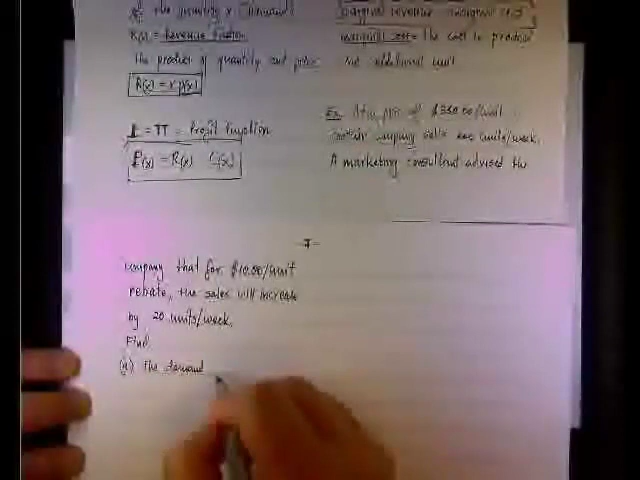 the quantity x demand
R(x) = revenue function
The product of quantity and price
R(x) = x p(x)
P = π = Profit function
P(x) = R(x) C(x)
marginal revenue
marginal cost = the cost to produce
one additional unit
Ex. At a price of $350.00/unit
company sells units/week.
A marketing consultant advised the
company that for $10.00/unit
rebate, the sales will increase
by 20 units/week.
Find
(a) the demand